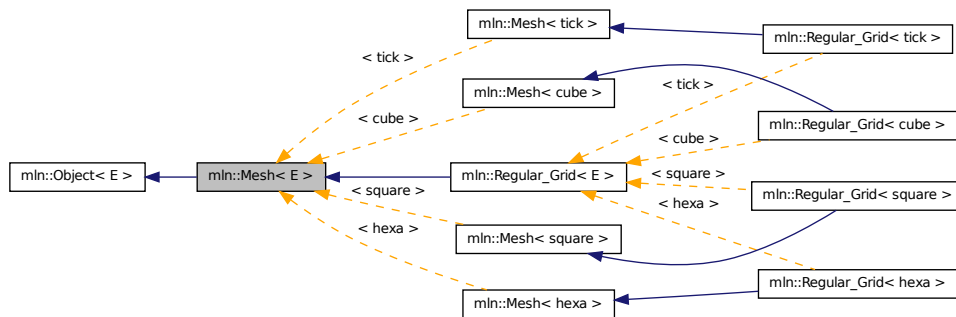 mln::Mesh< tick >
mln::Regular_Grid< tick >
< tick >
mln::Mesh< cube >
< tick >
< cube >
mln::Regular_Grid< cube >
< cube >
mln::Object< E >
mln::Mesh< E >
mln::Regular_Grid< E >
< square >
< square >
mln::Regular_Grid< square >
< hexa >
< hexa >
mln::Mesh< square >
mln::Regular_Grid< hexa >
mln::Mesh< hexa >